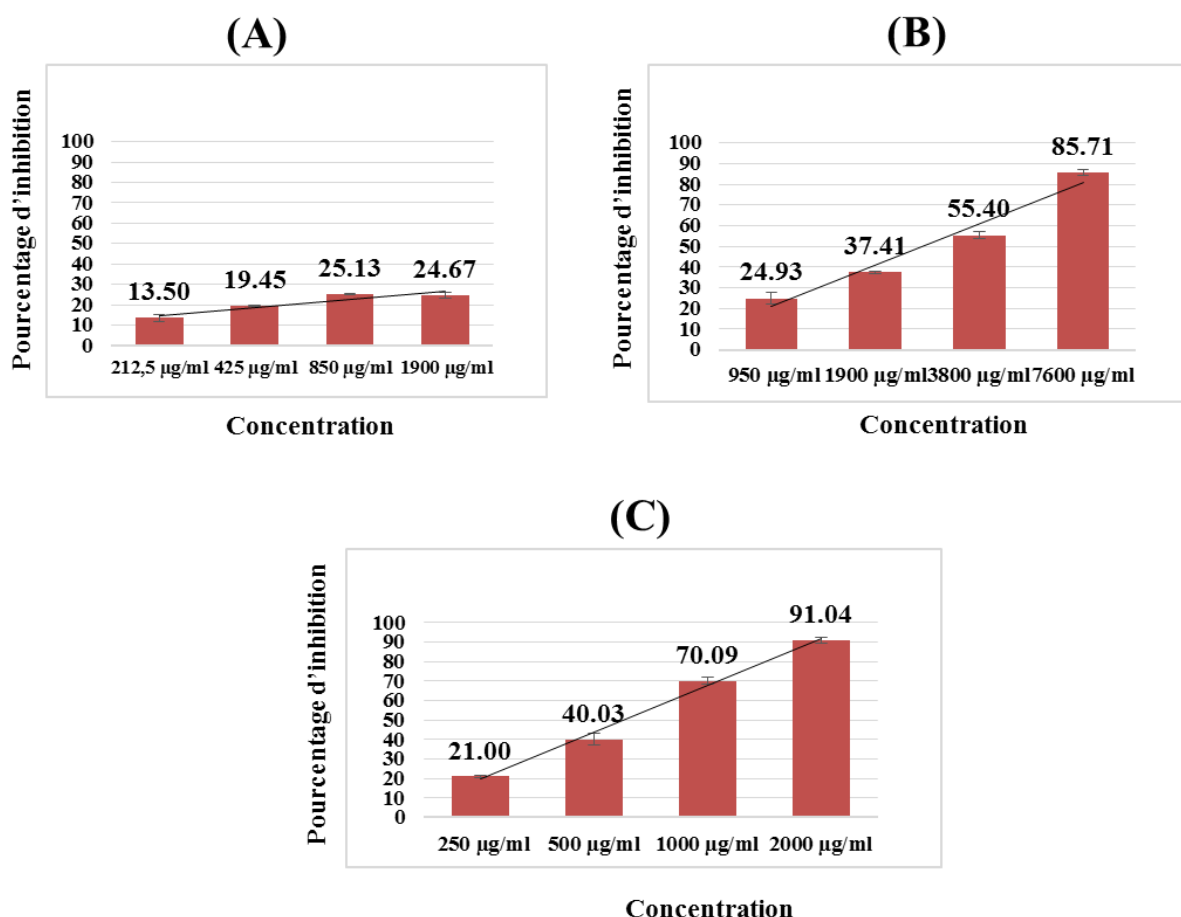 (A)
Pourcentage d'inhibition
100
90
80
70
60
50
40
30
20
10
0
13.50 19.45 25.13 24.67
212,5 µg/ml 425 µg/ml 850 µg/ml 1900 µg/ml
Concentration
(B)
Pourcentage d'inhibition
100
90
80
70
60
50
40
30
20
10
0
24.93 37.41 55.40 85.71
950 µg/ml 1900 µg/ml 3800 µg/ml 7600 µg/ml
Concentration
(C)
Pourcentage d'inhibition
100
90
80
70
60
50
40
30
20
10
0
21.00 40.03 70.09 91.04
250 µg/ml 500 µg/ml 1000 µg/ml 2000 µg/ml
Concentration